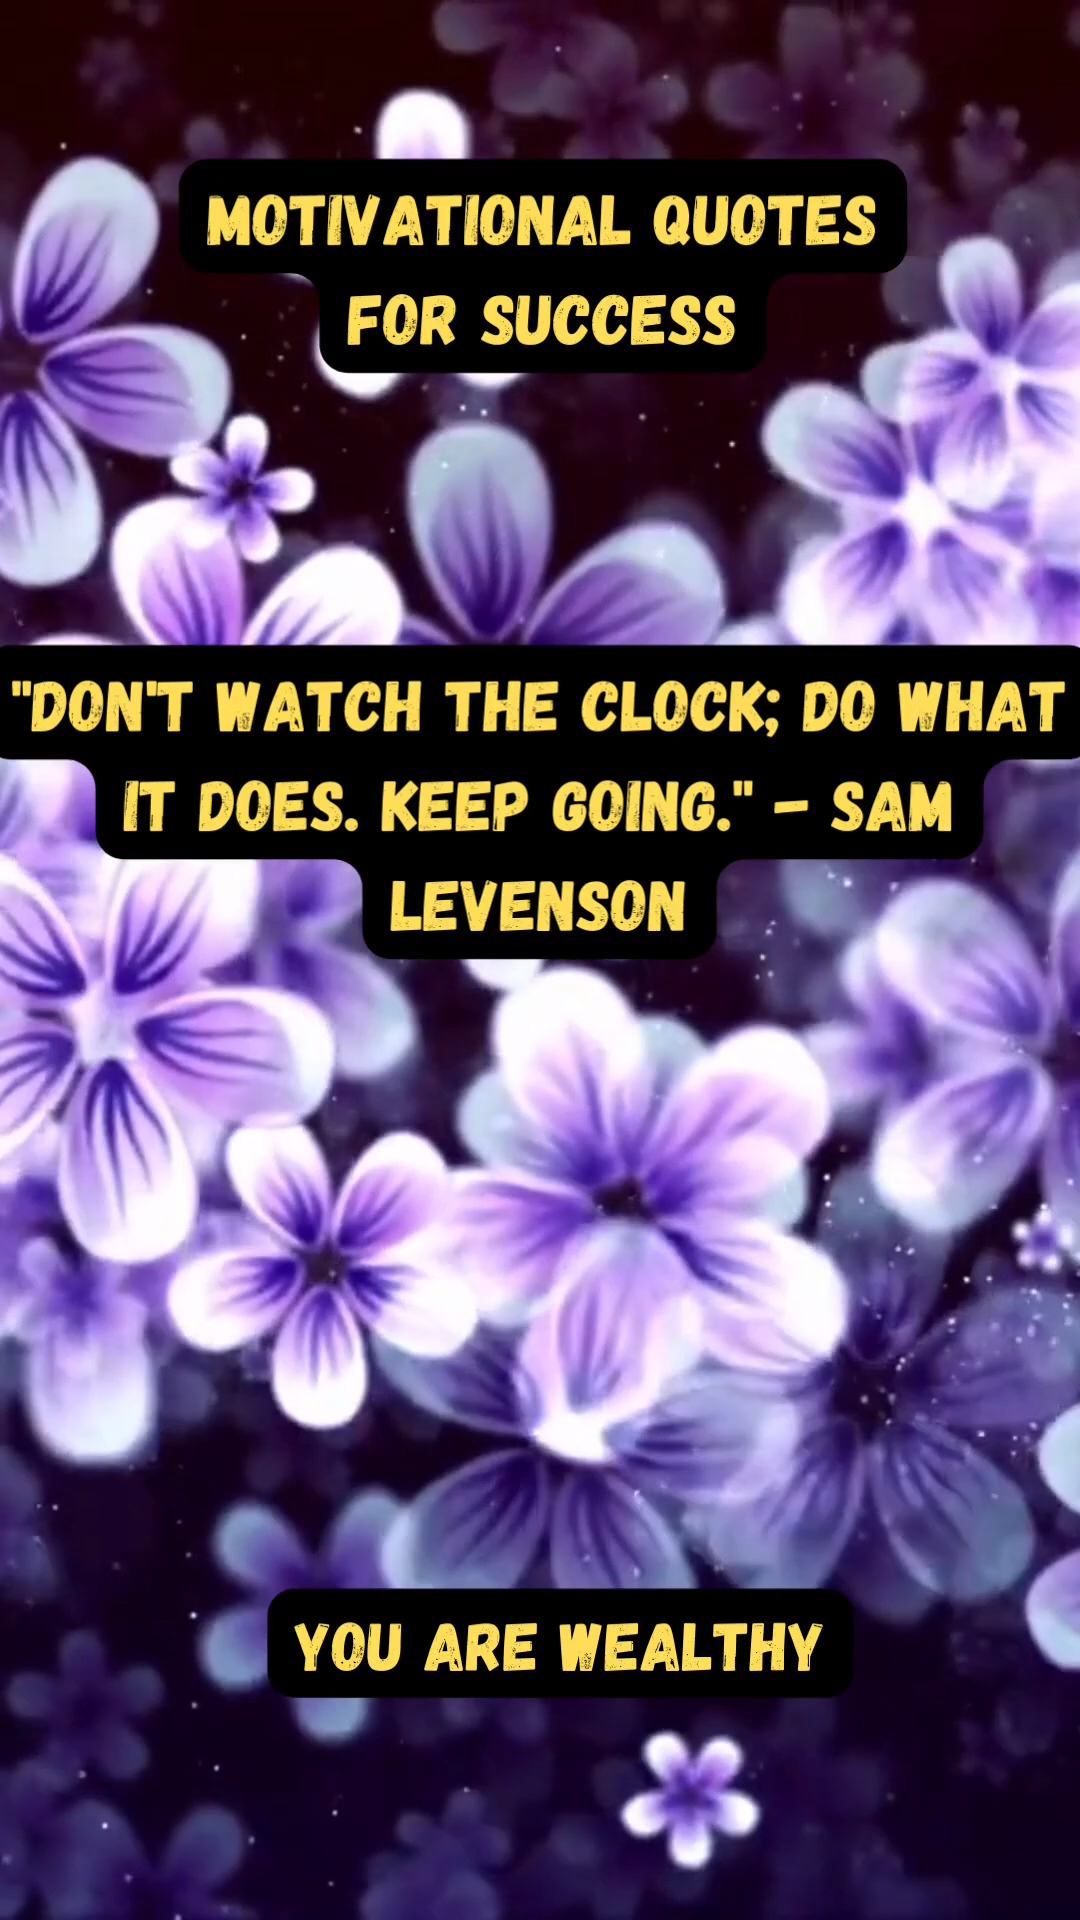 MOTIVATIONAL QUOTES
FOR SUCCESS
"DON'T WATCH THE CLOCK; DO WHAT
IT DOES. KEEP GOING." – SAM
LEVENSON
YOU ARE WEALTHY